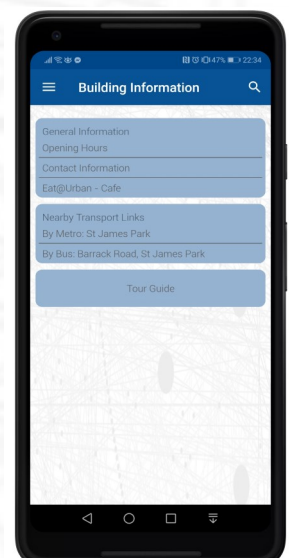 47% 22:34
Building Information
General Information
Opening Hours
Contact Information
Eat@Urban - Cafe
Nearby Transport Links
By Metro: St James Park
By Bus: Barrack Road, St James Park
Tour Guide